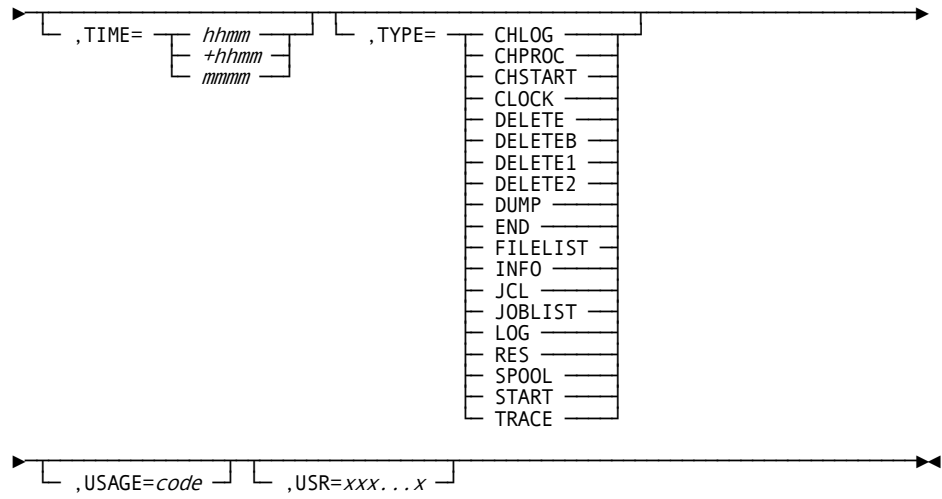 ,TIME= hhmm ,TYPE= CHLOG
+hhmm CHPROC
mmmm CHSTART
CLOCK
DELETE
DELETEB
DELETE1
DELETE2
DUMP
END
FILELIST
INFO
JCL
JOBLIST
LOG
RES
SPOOL
START
TRACE
,USAGE=code ,USR=xxx...x